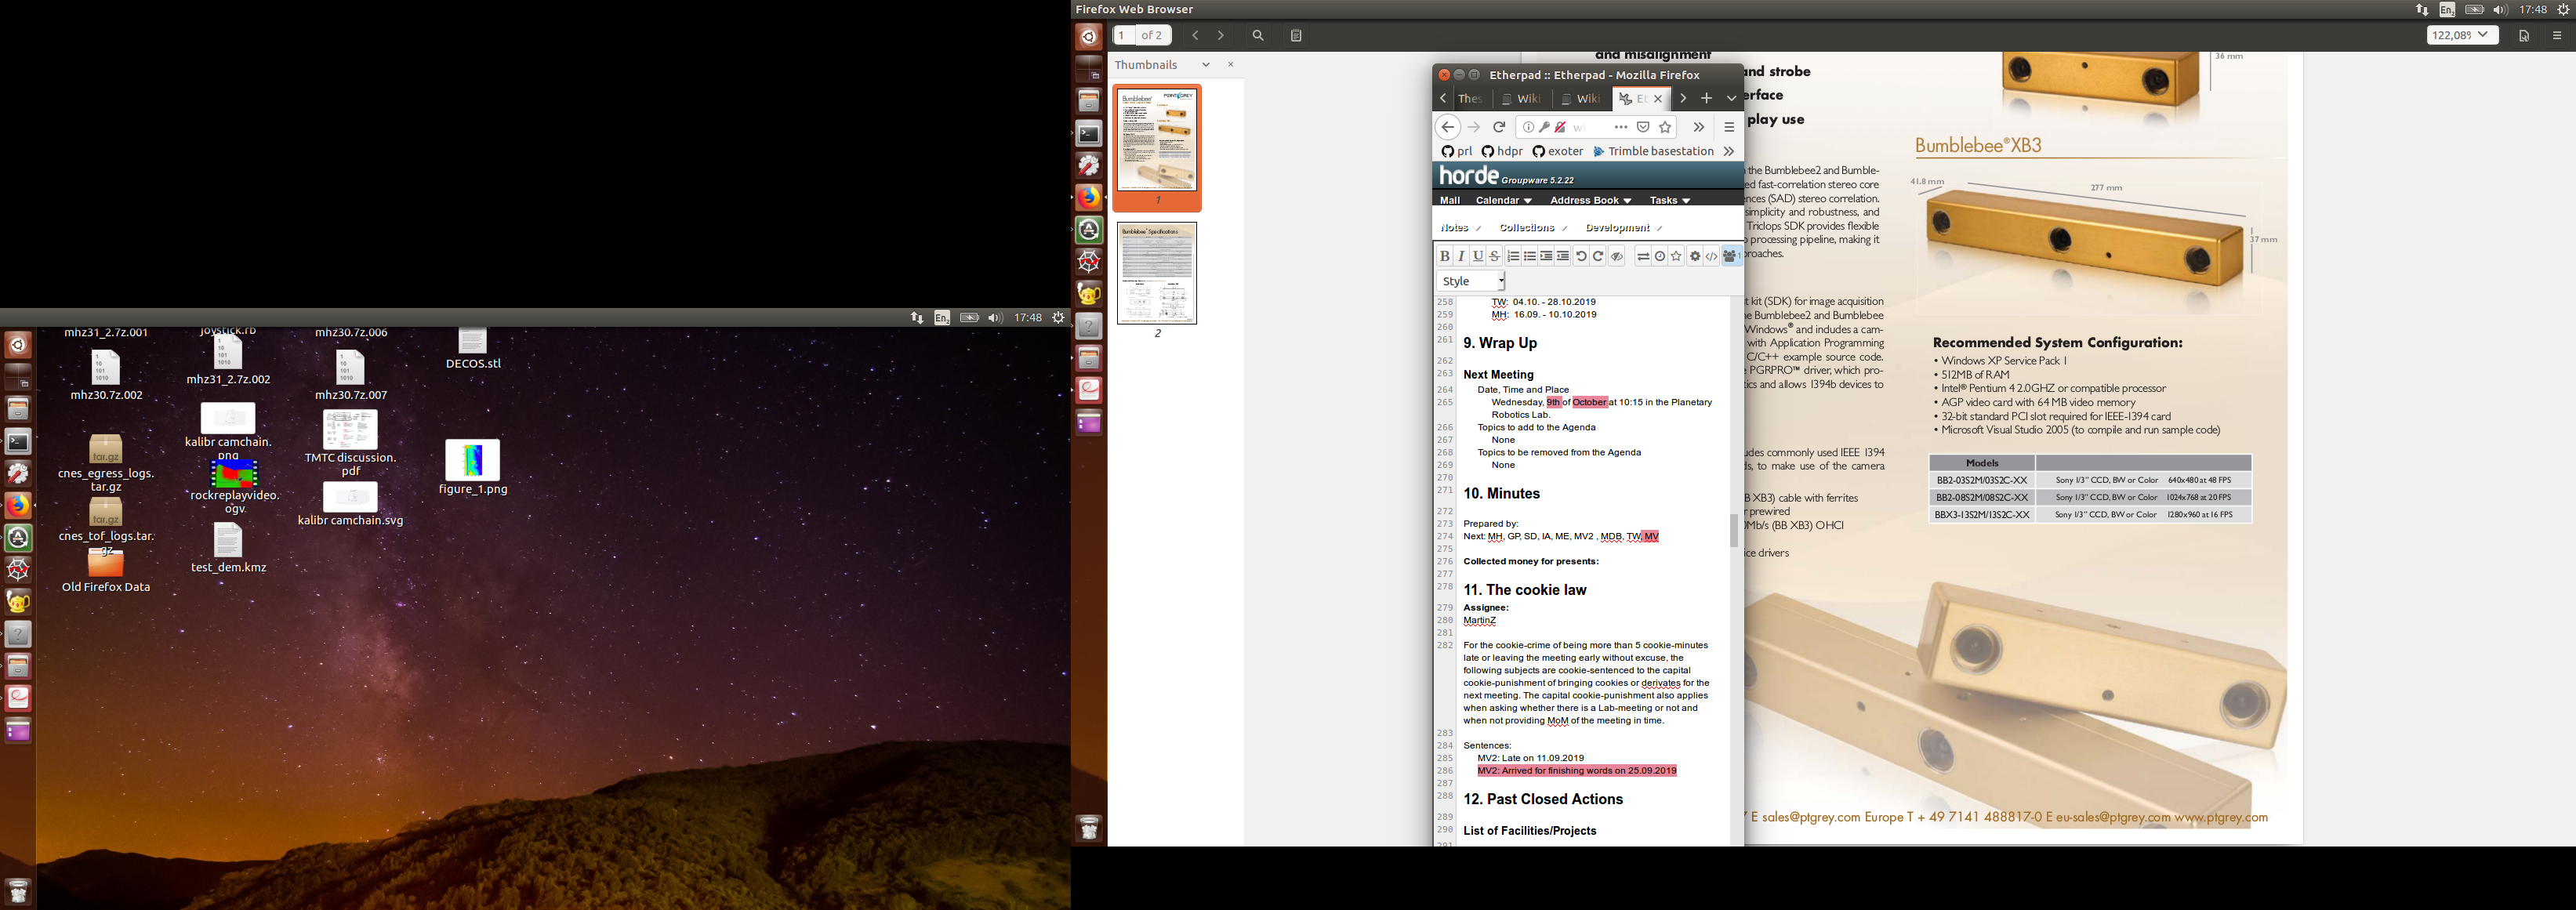 17:48
mhz31_2.7z.001
joystick.rb
mhz30.7z.006
mhz30.7z.002
mhz31_2.7z.002
mhz30.7z.007
DECOS.stl
cnes_egress_logs.
tar.gz
kalibr camchain.
png
TMTC discussion.
pdf
figure_1.png
cnes_tof_logs.tar.
gz
rockreplayvideo.
ogv
kalibr camchain.svg
Old Firefox Data
test_dem.kmz
Firefox Web Browser
En
17:48
1 of 2
122,08%
Thumbnails
1
2
and misalignment
and strobe
erface
play use
the Bumblebee2 and Bumble-
ed fast-correlation stereo core
ences (SAD) stereo correlation.
simplicity and robustness, and
Triclops SDK provides flexible
processing pipeline, making it
roaches.
t kit (SDK) for image acquisition
he Bumblebee2 and Bumblebee
Windows® and includes a cam-
with Application Programming
C/C++ example source code.
PGRPRO™ driver, which pro-
tics and allows 1394b devices to
udes commonly used IEEE 1394
ds, to make use of the camera
B XB3) cable with ferrites
r prewired
0Mb/s (BB XB3) OHCI
ice drivers
36 mm
Bumblebee®XB3
41.8 mm
277 mm
37 mm
Recommended System Configuration:
• Windows XP Service Pack 1
• 512MB of RAM
• Intel® Pentium 4 2.0GHZ or compatible processor
• AGP video card with 64 MB video memory
• 32-bit standard PCI slot required for IEEE-1394 card
• Microsoft Visual Studio 2005 (to compile and run sample code)
Models
BB2-03S2M/03S2C-XX Sony 1/3" CCD, BW or Color 640x480 at 48 FPS
BB2-08S2M/08S2C-XX Sony 1/3" CCD, BW or Color 1024x768 at 20 FPS
BBX3-13S2M/13S2C-XX Sony 1/3" CCD, BW or Color 1280x960 at 16 FPS
7 E sales@ptgrey.com Europe T + 49 7141 488817-0 E eu-sales@ptgrey.com www.ptgrey.com
Etherpad :: Etherpad - Mozilla Firefox
Thes
Wiki
Wiki
Et
prl hdpr exoter Trimble basestation
horde Groupware 5.2.22
Mail Calendar Address Book Tasks
Notes Collections Development
Style
258 TW: 04.10. - 28.10.2019
259 MH: 16.09. - 10.10.2019
260
261 9. Wrap Up
262
263 Next Meeting
264 Date, Time and Place
265 Wednesday, 9th of October at 10:15 in the Planetary
Robotics Lab.
266 Topics to add to the Agenda
267 None
268 Topics to be removed from the Agenda
269 None
270
271 10. Minutes
272
273 Prepared by:
274 Next: MH, GP, SD, IA, ME, MV2 , MDB, TW, MV
275
276 Collected money for presents:
277
278 11. The cookie law
279 Assignee:
280 MartinZ
281
282 For the cookie-crime of being more than 5 cookie-minutes
late or leaving the meeting early without excuse, the
following subjects are cookie-sentenced to the capital
cookie-punishment of bringing cookies or derivates for the
next meeting. The capital cookie-punishment also applies
when asking whether there is a Lab-meeting or not and
when not providing MoM of the meeting in time.
283
284 Sentences:
285 MV2: Late on 11.09.2019
286 MV2: Arrived for finishing words on 25.09.2019
287
288 12. Past Closed Actions
289
290 List of Facilities/Projects
291